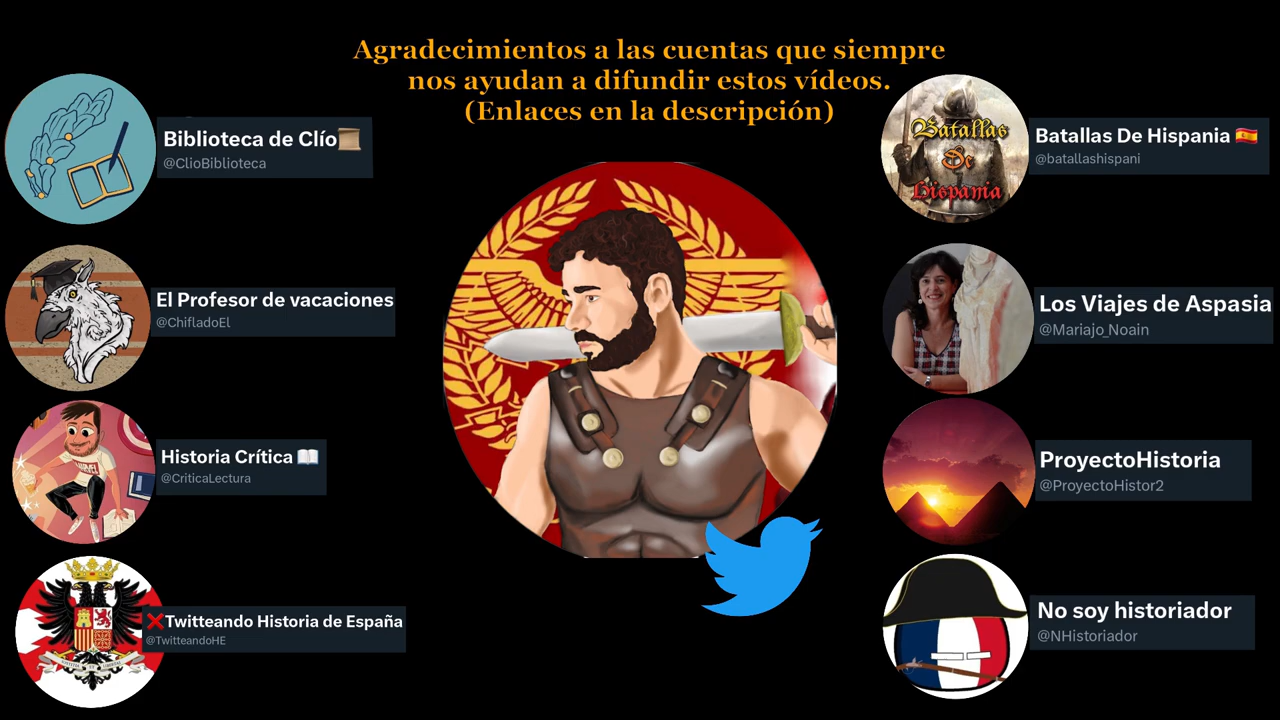 Agradecimientos a las cuentas que siempre
nos ayudan a difundir estos vídeos.
(Enlaces en la descripción)
Biblioteca de Clío
@ClioBiblioteca
El Profesor de vacaciones
@ChifladoEl
Historia Crítica
@CriticaLectura
Twitteando Historia de España
@TwitteandoHE
Batallas
De
Hispania
Batallas De Hispania
@batallashispani
Los Viajes de Aspasia
@Mariajo_Noain
ProyectoHistoria
@ProyectoHistor2
No soy historiador
@NHistoriador